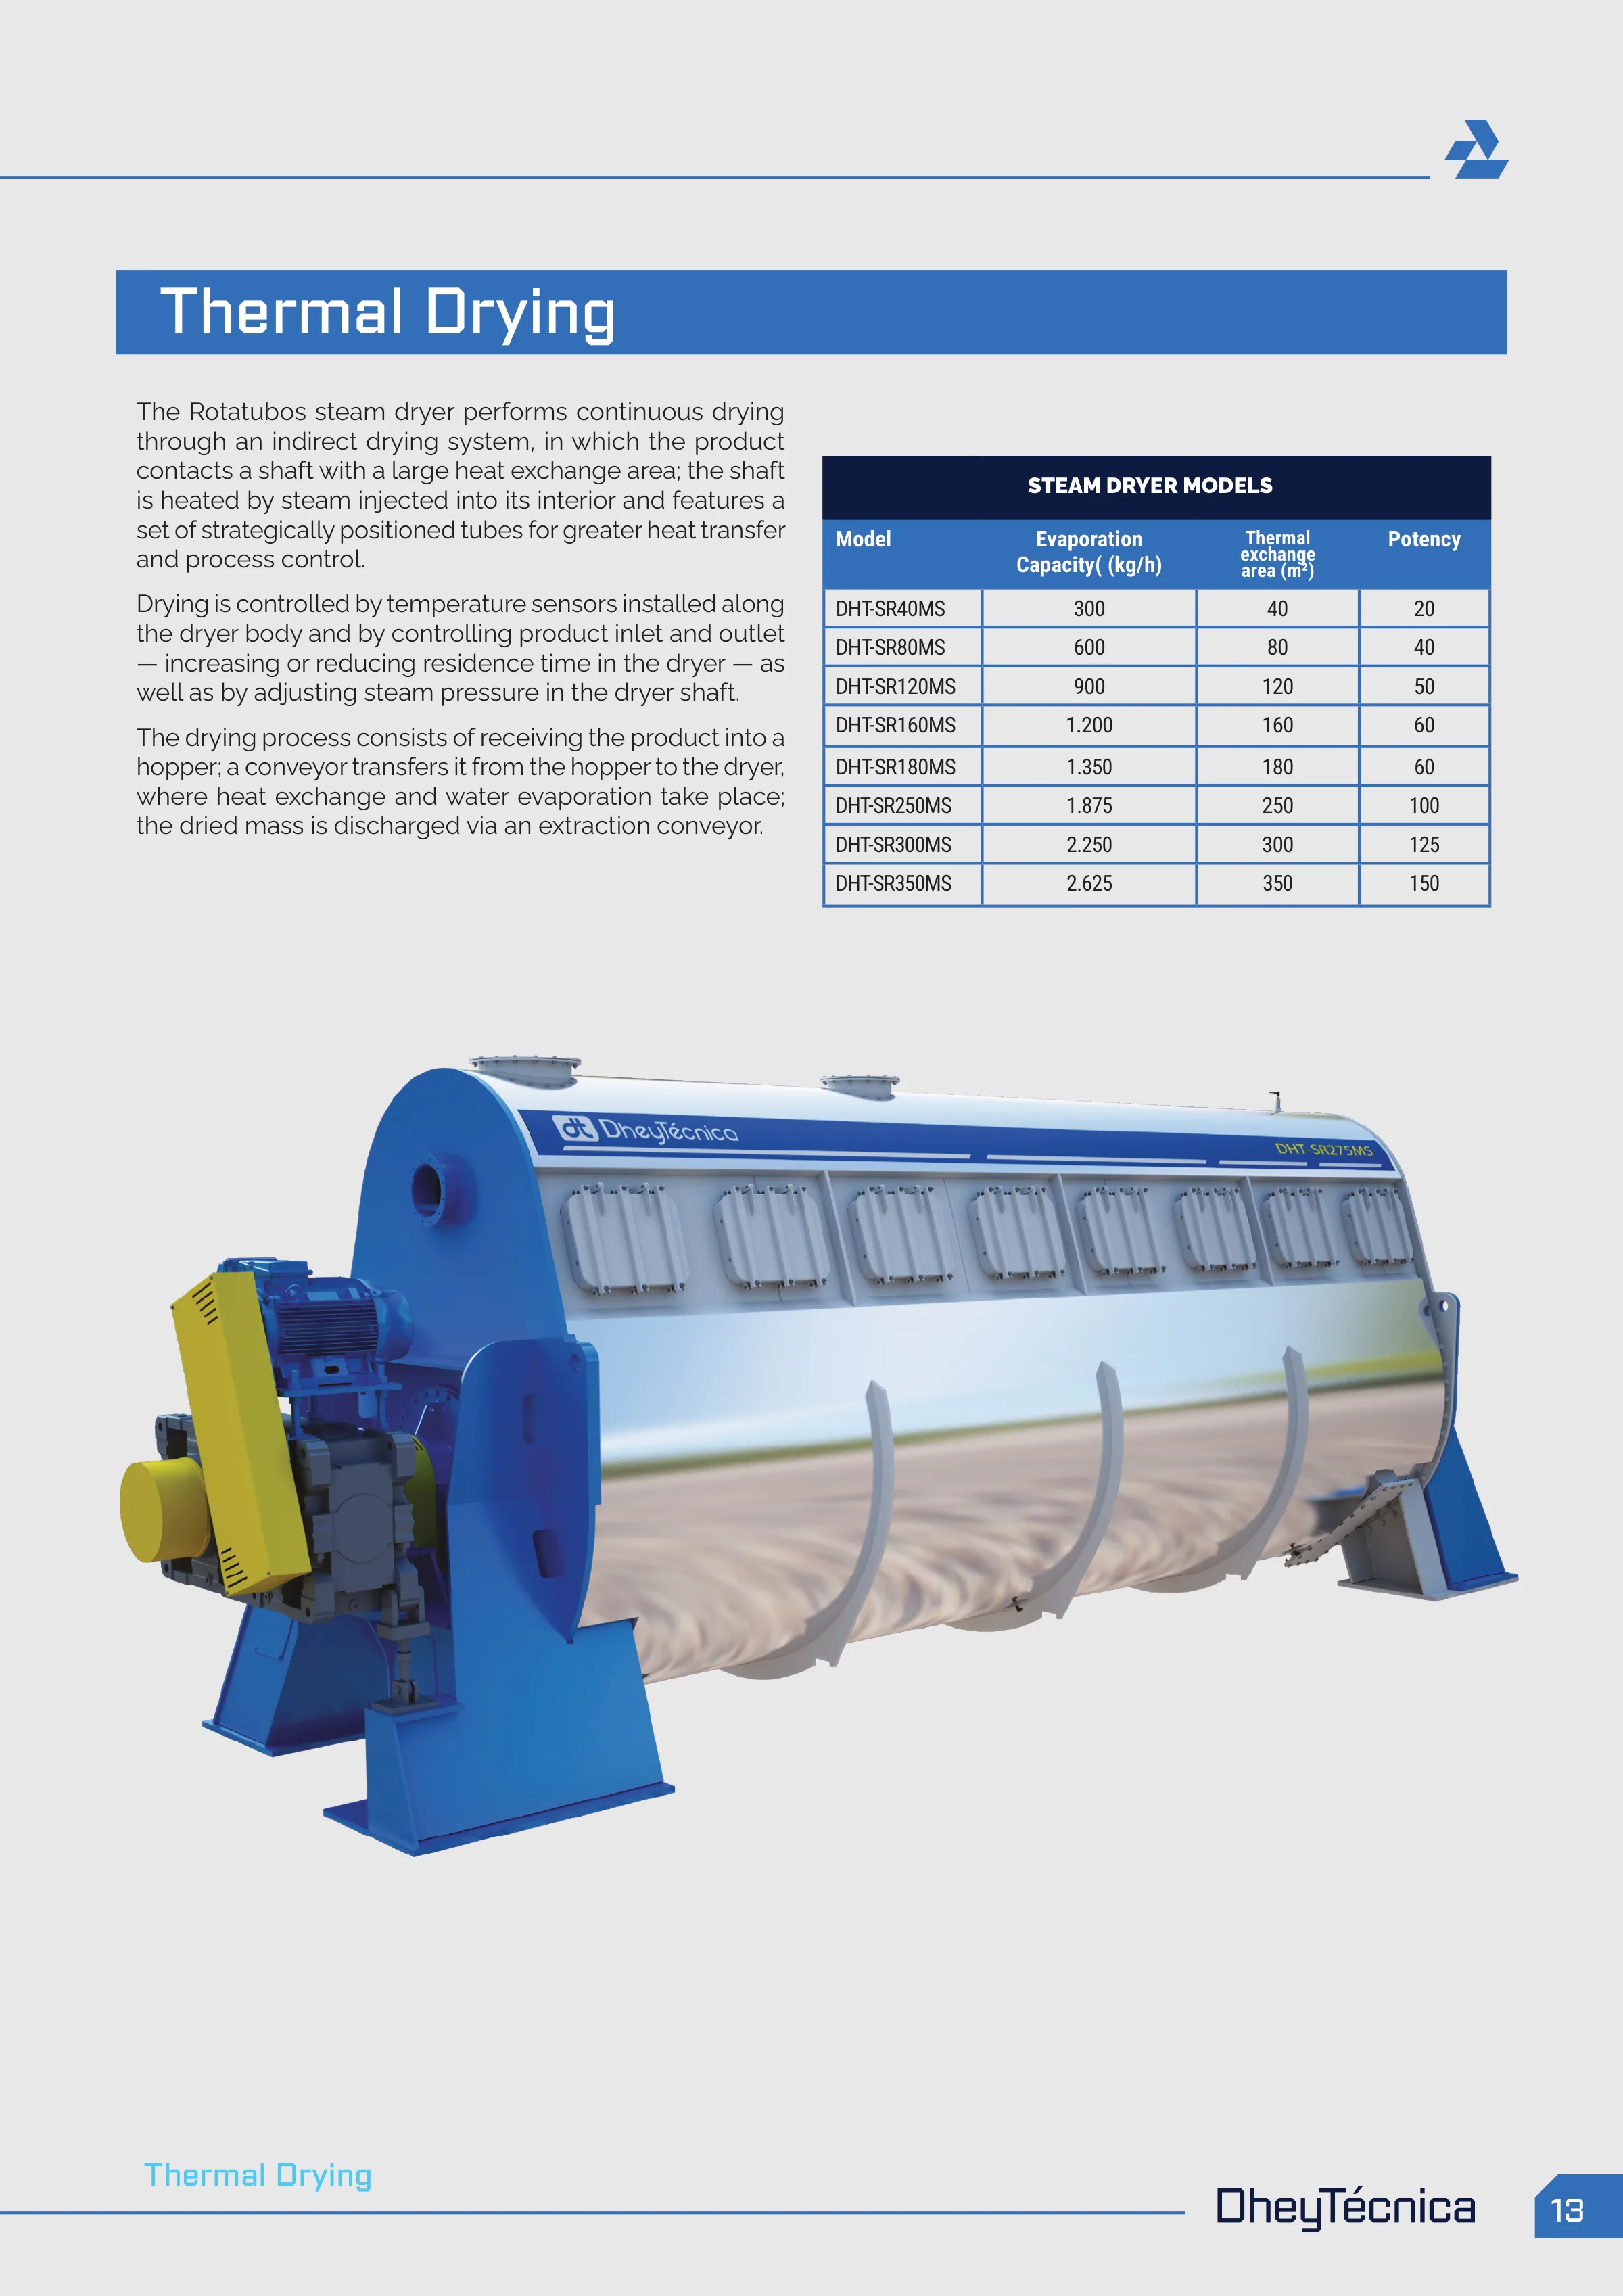 Thermal Drying
The Rotatubos steam dryer performs continuous drying
through an indirect drying system, in which the product
contacts a shaft with a large heat exchange area; the shaft
is heated by steam injected into its interior and features a
set of strategically positioned tubes for greater heat transfer
and process control.
Drying is controlled by temperature sensors installed along
the dryer body and by controlling product inlet and outlet
— increasing or reducing residence time in the dryer — as
well as by adjusting steam pressure in the dryer shaft.
The drying process consists of receiving the product into a
hopper; a conveyor transfers it from the hopper to the dryer,
where heat exchange and water evaporation take place;
the dried mass is discharged via an extraction conveyor.
STEAM DRYER MODELS
Model Evaporation Capacity( (kg/h) Thermal exchange area (m²) Potency
DHT-SR40MS 300 40 20
DHT-SR80MS 600 80 40
DHT-SR120MS 900 120 50
DHT-SR160MS 1.200 160 60
DHT-SR180MS 1.350 180 60
DHT-SR250MS 1.875 250 100
DHT-SR300MS 2.250 300 125
DHT-SR350MS 2.625 350 150
dt DheyTécnica
DHT-SR275MS
Thermal Drying
DheyTécnica
13